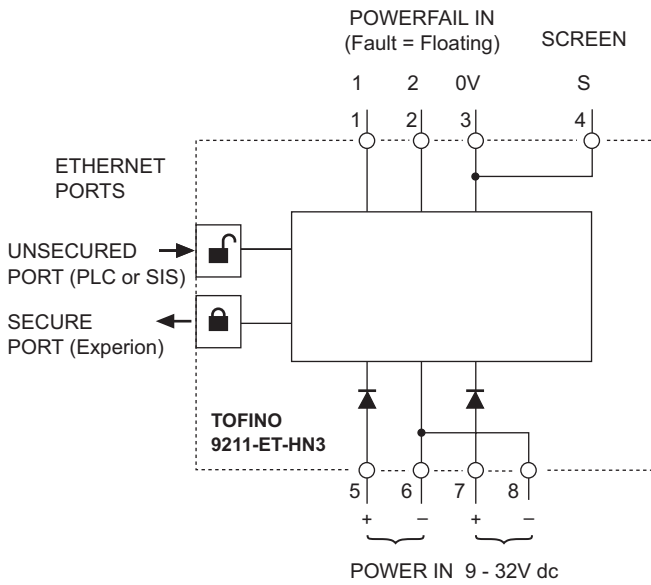 POWERFAIL IN
(Fault = Floating)
SCREEN
1 2 0V S
1 2 3 4
ETHERNET
PORTS
UNSECURED
PORT (PLC or SIS)
SECURE
PORT (Experion)
TOFINO
9211-ET-HN3
5 6 7 8
+ – + –
POWER IN 9 - 32V dc